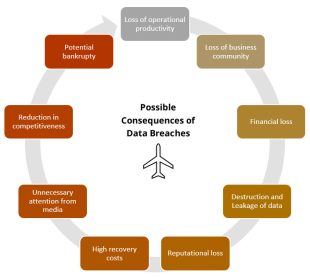 Loss of operational
productivity
Loss of business
community
Financial loss
Destruction and
Leakage of data
Reputational loss
High recovery
costs
Unnecessary
attention from
media
Reduction in
competitiveness
Potential
bankrupty
Possible
Consequences of
Data Breaches